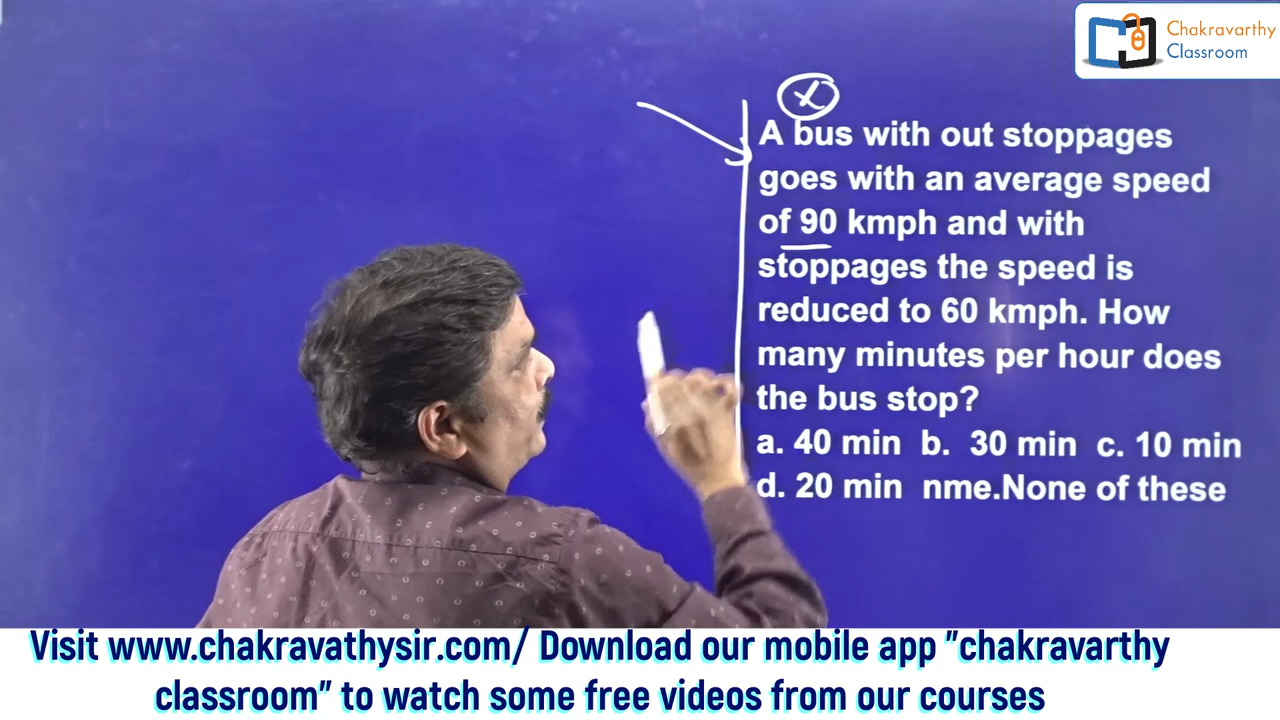 Chakravarthy
Classroom
A bus with out stoppages
goes with an average speed
of 90 kmph and with
stoppages the speed is
reduced to 60 kmph. How
many minutes per hour does
the bus stop?
a. 40 min b. 30 min c. 10 min
d. 20 min nme.None of these
Visit www.chakravathysir.com/ Download our mobile app "chakravarthy
classroom" to watch some free videos from our courses